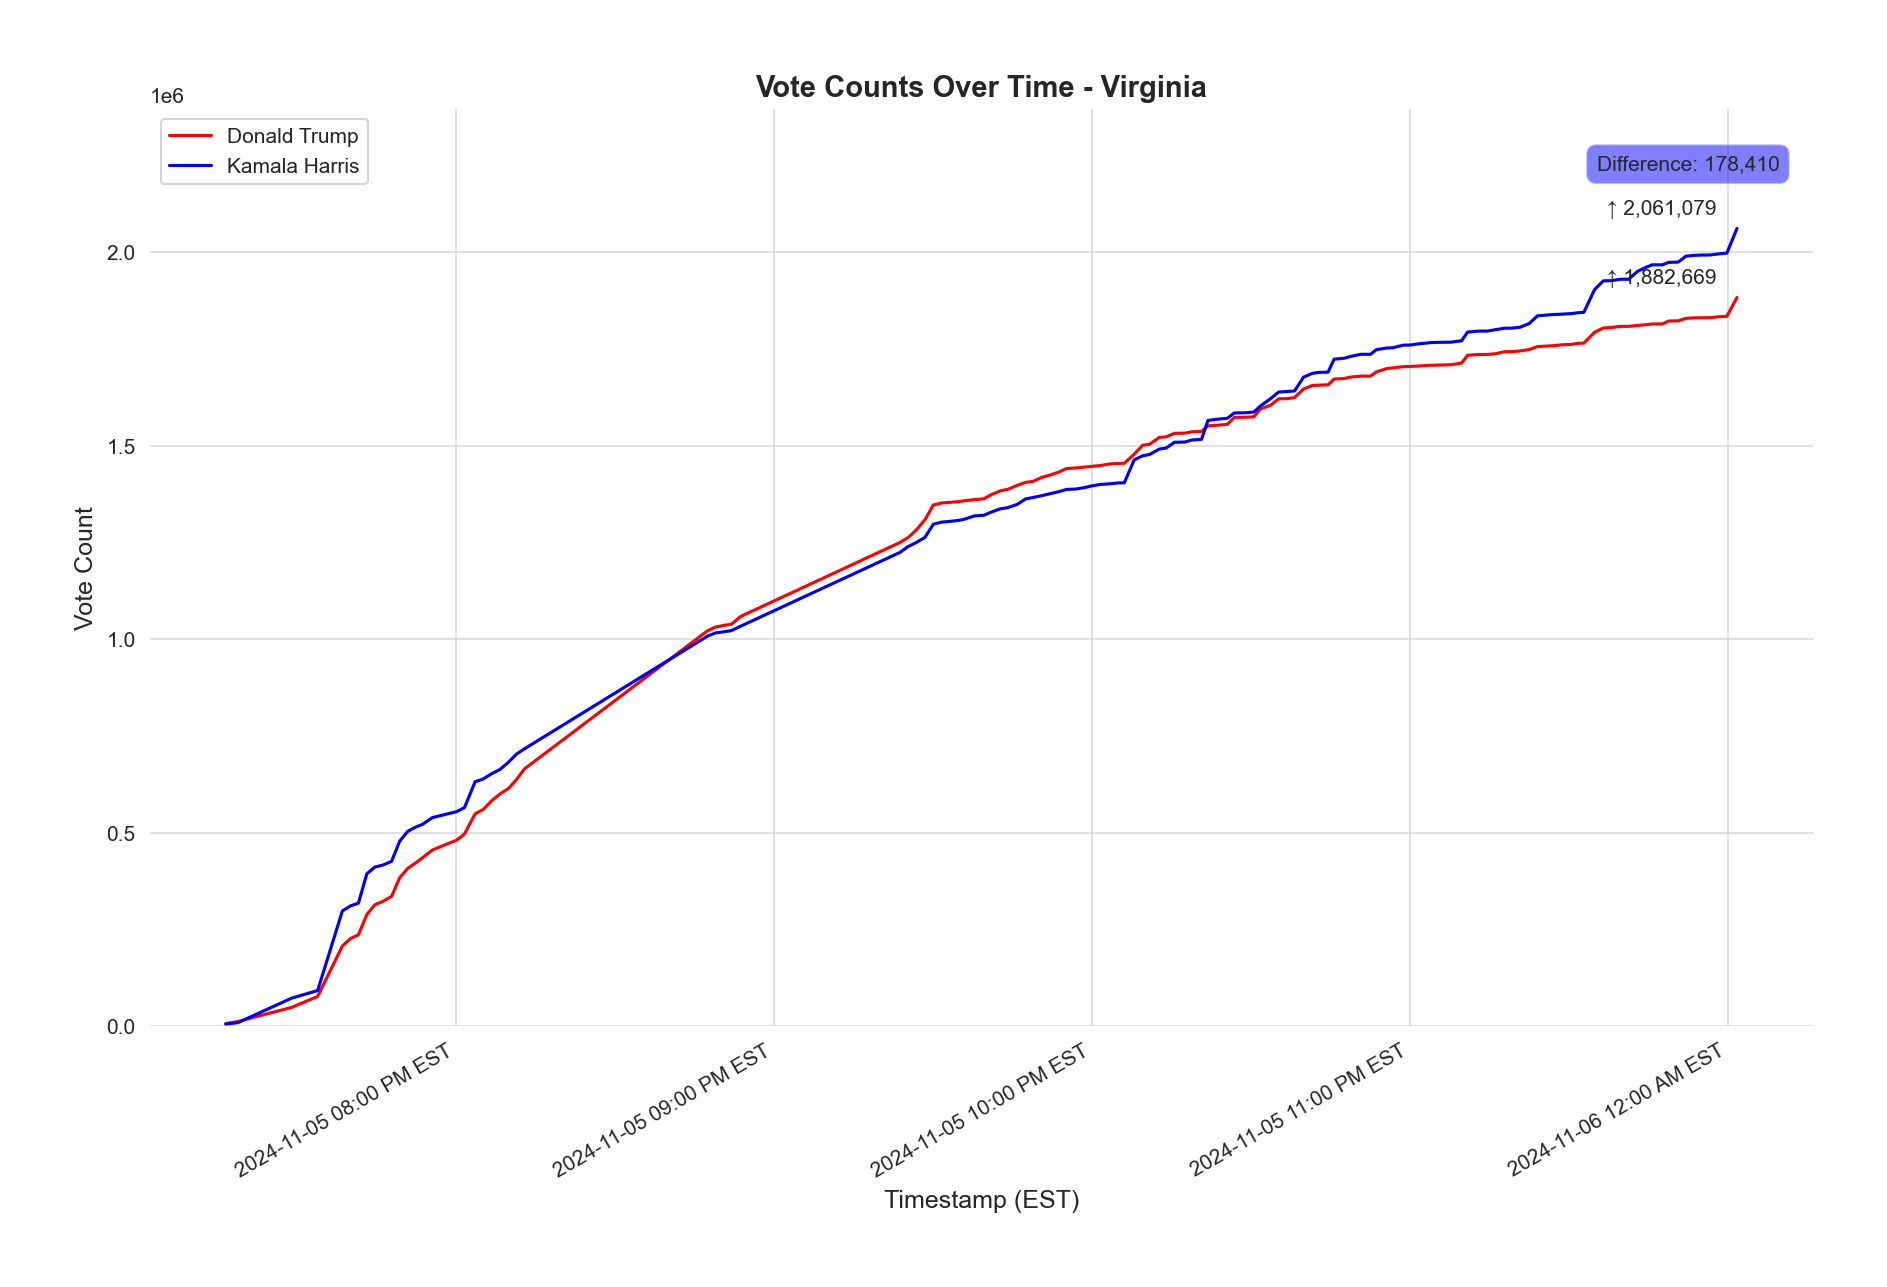 Vote Counts Over Time - Virginia
1e6
Donald Trump
Kamala Harris
Difference: 178,410
↑ 2,061,079
↑ 1,882,669
2.0
1.5
1.0
0.5
0.0
Vote Count
2024-11-05 08:00 PM EST
2024-11-05 09:00 PM EST
2024-11-05 10:00 PM EST
2024-11-05 11:00 PM EST
2024-11-06 12:00 AM EST
Timestamp (EST)